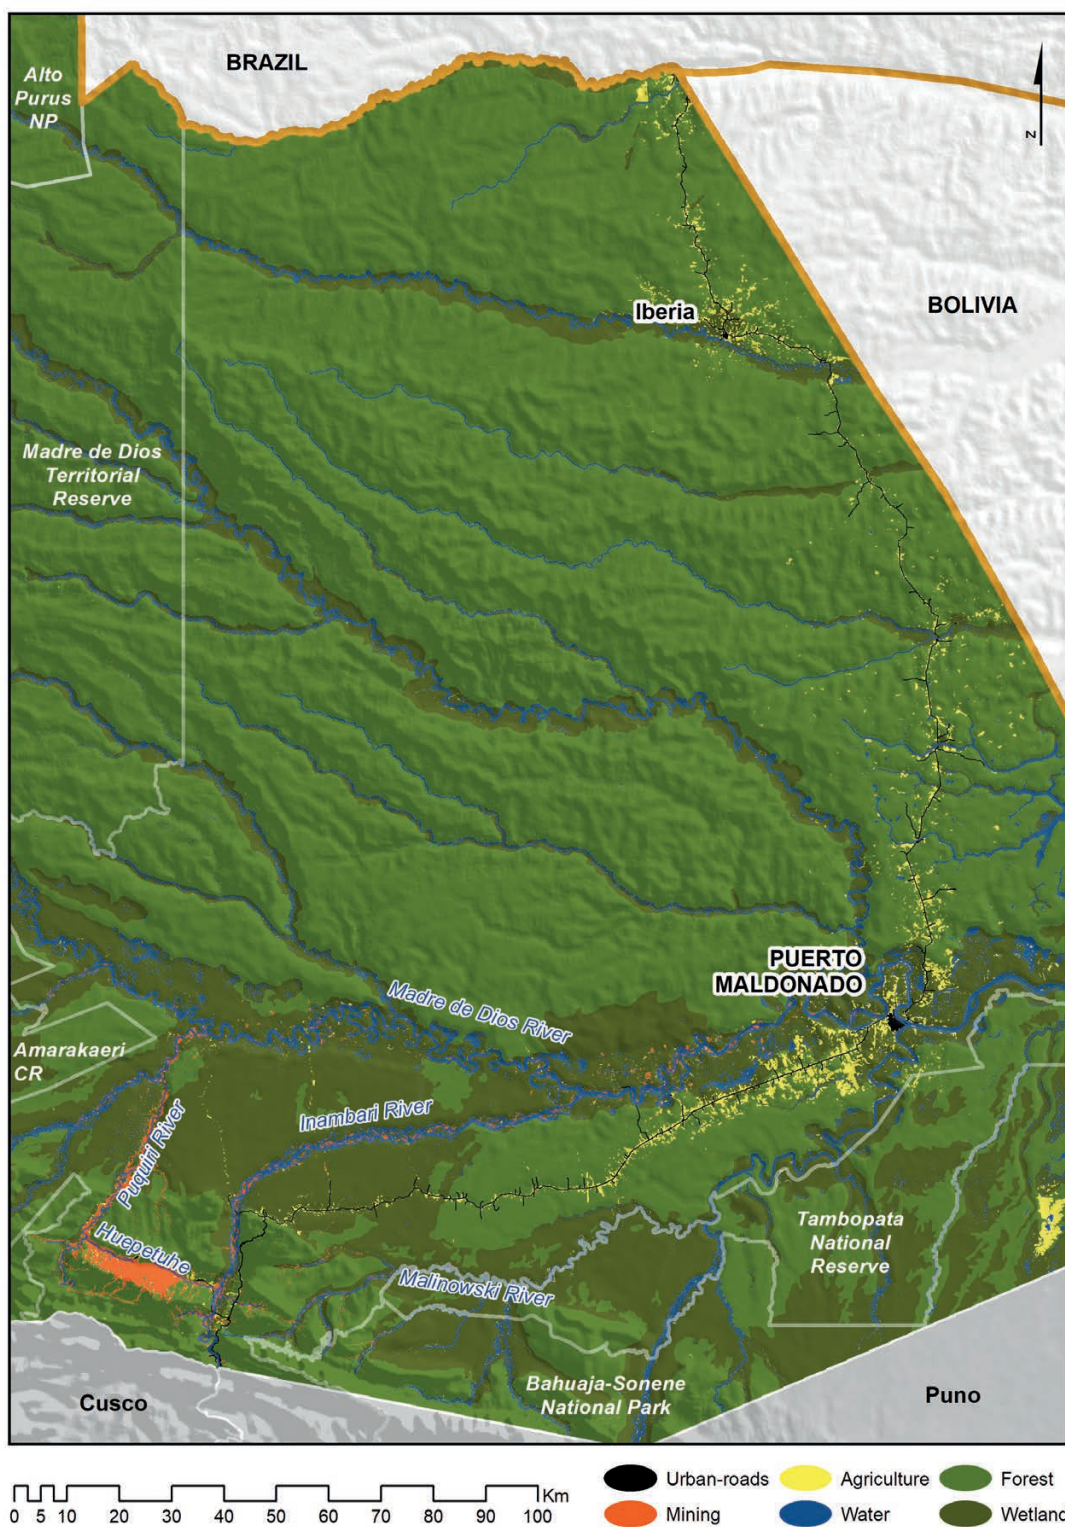 BRAZIL
Alto
Purus
NP
N
Iberia
BOLIVIA
Madre de Dios
Territorial
Reserve
PUERTO
MALDONADO
Madre de Dios River
Amarakaeri
CR
Inambari River
Puquiri River
Huepetuhe
Malinowski River
Tambopata
National
Reserve
Bahuaja-Sonene
National Park
Cusco
Puno
0 5 10 20 30 40 50 60 70 80 90 100
Km
Urban-roads
Agriculture
Forest
Mining
Water
Wetland